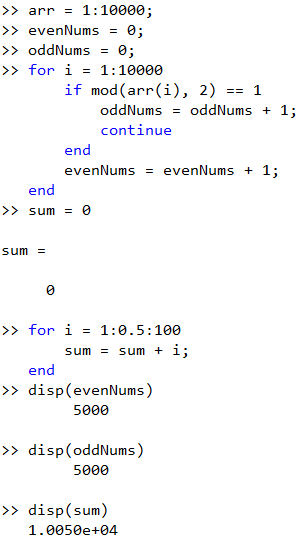 >> arr = 1:10000;
>> evenNums = 0;
>> oddNums = 0;
>> for i = 1:10000
       if mod(arr(i), 2) == 1
           oddNums = oddNums + 1;
           continue
       end
       evenNums = evenNums + 1;
   end
>> sum = 0
sum =
     0
>> for i = 1:0.5:100
       sum = sum + i;
   end
>> disp(evenNums)
        5000
>> disp(oddNums)
        5000
>> disp(sum)
   1.0050e+04